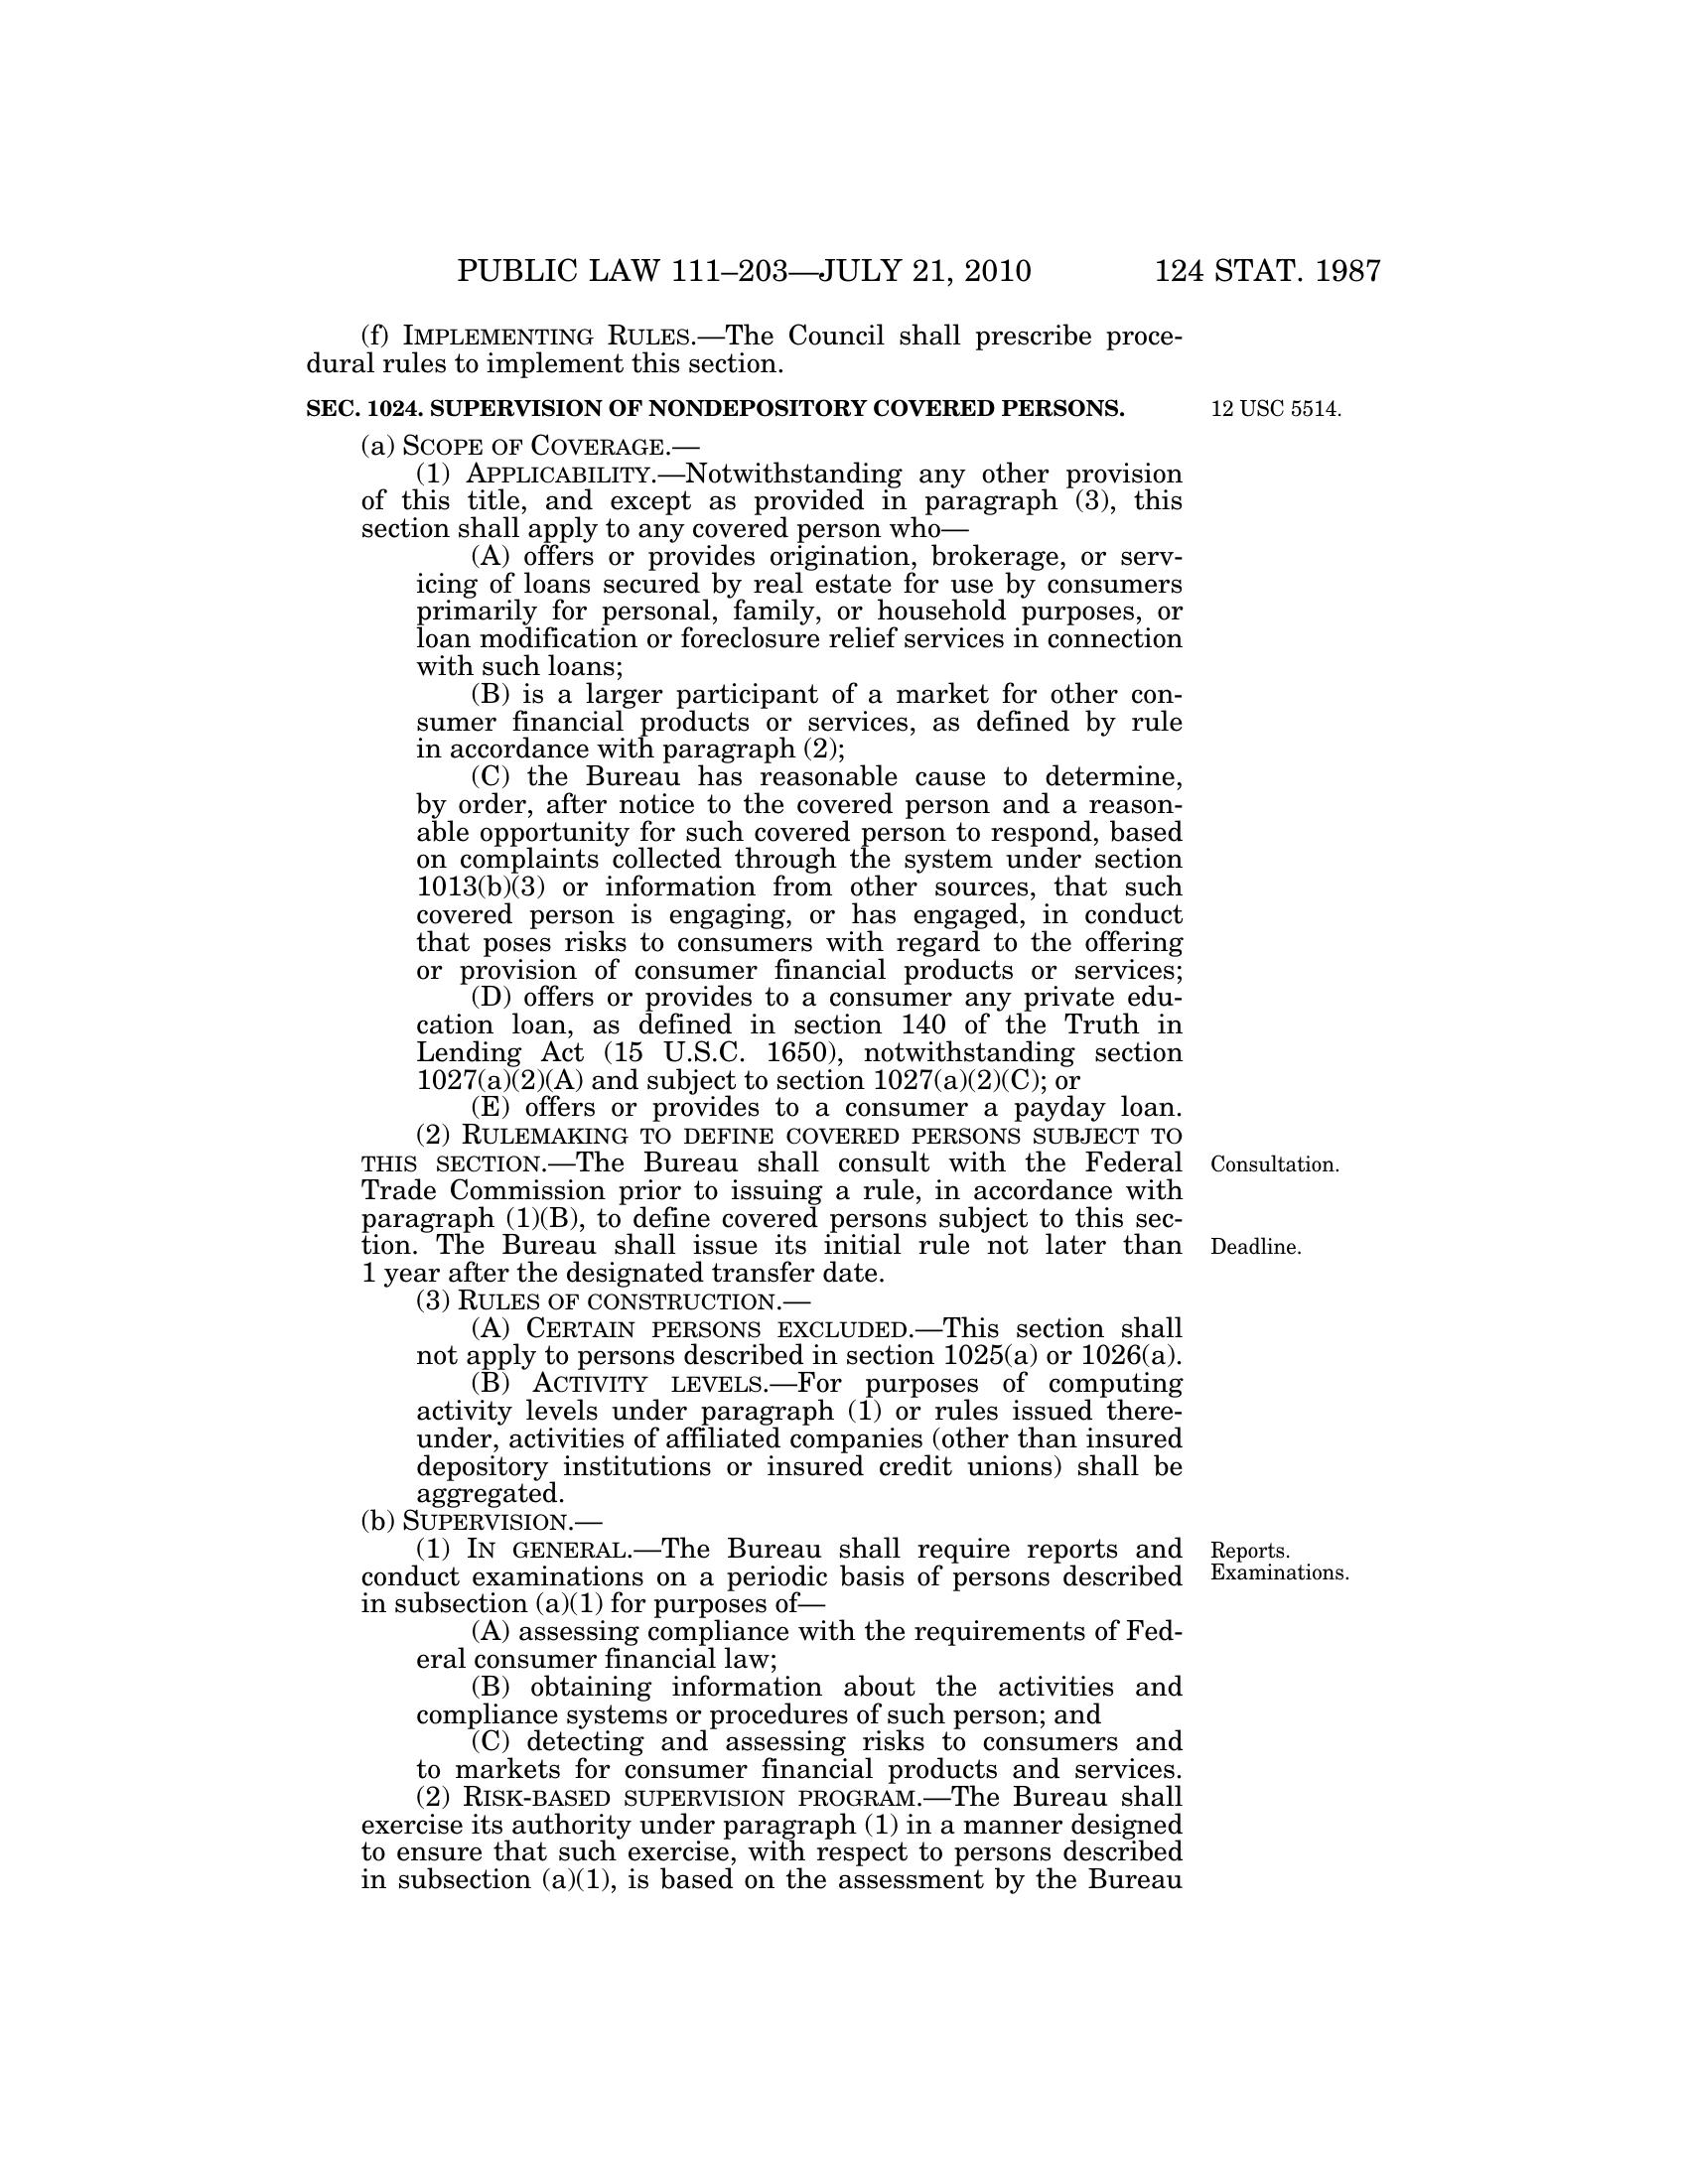 PUBLIC LAW 111–203—JULY 21, 2010 124 STAT. 1987
(f) IMPLEMENTING RULES.—The Council shall prescribe proce-
dural rules to implement this section.
SEC. 1024. SUPERVISION OF NONDEPOSITORY COVERED PERSONS. 12 USC 5514.
(a) SCOPE OF COVERAGE.—
(1) APPLICABILITY.—Notwithstanding any other provision
of this title, and except as provided in paragraph (3), this
section shall apply to any covered person who—
(A) offers or provides origination, brokerage, or serv-
icing of loans secured by real estate for use by consumers
primarily for personal, family, or household purposes, or
loan modification or foreclosure relief services in connection
with such loans;
(B) is a larger participant of a market for other con-
sumer financial products or services, as defined by rule
in accordance with paragraph (2);
(C) the Bureau has reasonable cause to determine,
by order, after notice to the covered person and a reason-
able opportunity for such covered person to respond, based
on complaints collected through the system under section
1013(b)(3) or information from other sources, that such
covered person is engaging, or has engaged, in conduct
that poses risks to consumers with regard to the offering
or provision of consumer financial products or services;
(D) offers or provides to a consumer any private edu-
cation loan, as defined in section 140 of the Truth in
Lending Act (15 U.S.C. 1650), notwithstanding section
1027(a)(2)(A) and subject to section 1027(a)(2)(C); or
(E) offers or provides to a consumer a payday loan.
(2) RULEMAKING TO DEFINE COVERED PERSONS SUBJECT TO
THIS SECTION.—The Bureau shall consult with the Federal Consultation.
Trade Commission prior to issuing a rule, in accordance with
paragraph (1)(B), to define covered persons subject to this sec-
tion. The Bureau shall issue its initial rule not later than Deadline.
1 year after the designated transfer date.
(3) RULES OF CONSTRUCTION.—
(A) CERTAIN PERSONS EXCLUDED.—This section shall
not apply to persons described in section 1025(a) or 1026(a).
(B) ACTIVITY LEVELS.—For purposes of computing
activity levels under paragraph (1) or rules issued there-
under, activities of affiliated companies (other than insured
depository institutions or insured credit unions) shall be
aggregated.
(b) SUPERVISION.—
(1) IN GENERAL.—The Bureau shall require reports and Reports.
conduct examinations on a periodic basis of persons described Examinations.
in subsection (a)(1) for purposes of—
(A) assessing compliance with the requirements of Fed-
eral consumer financial law;
(B) obtaining information about the activities and
compliance systems or procedures of such person; and
(C) detecting and assessing risks to consumers and
to markets for consumer financial products and services.
(2) RISK-BASED SUPERVISION PROGRAM.—The Bureau shall
exercise its authority under paragraph (1) in a manner designed
to ensure that such exercise, with respect to persons described
in subsection (a)(1), is based on the assessment by the Bureau